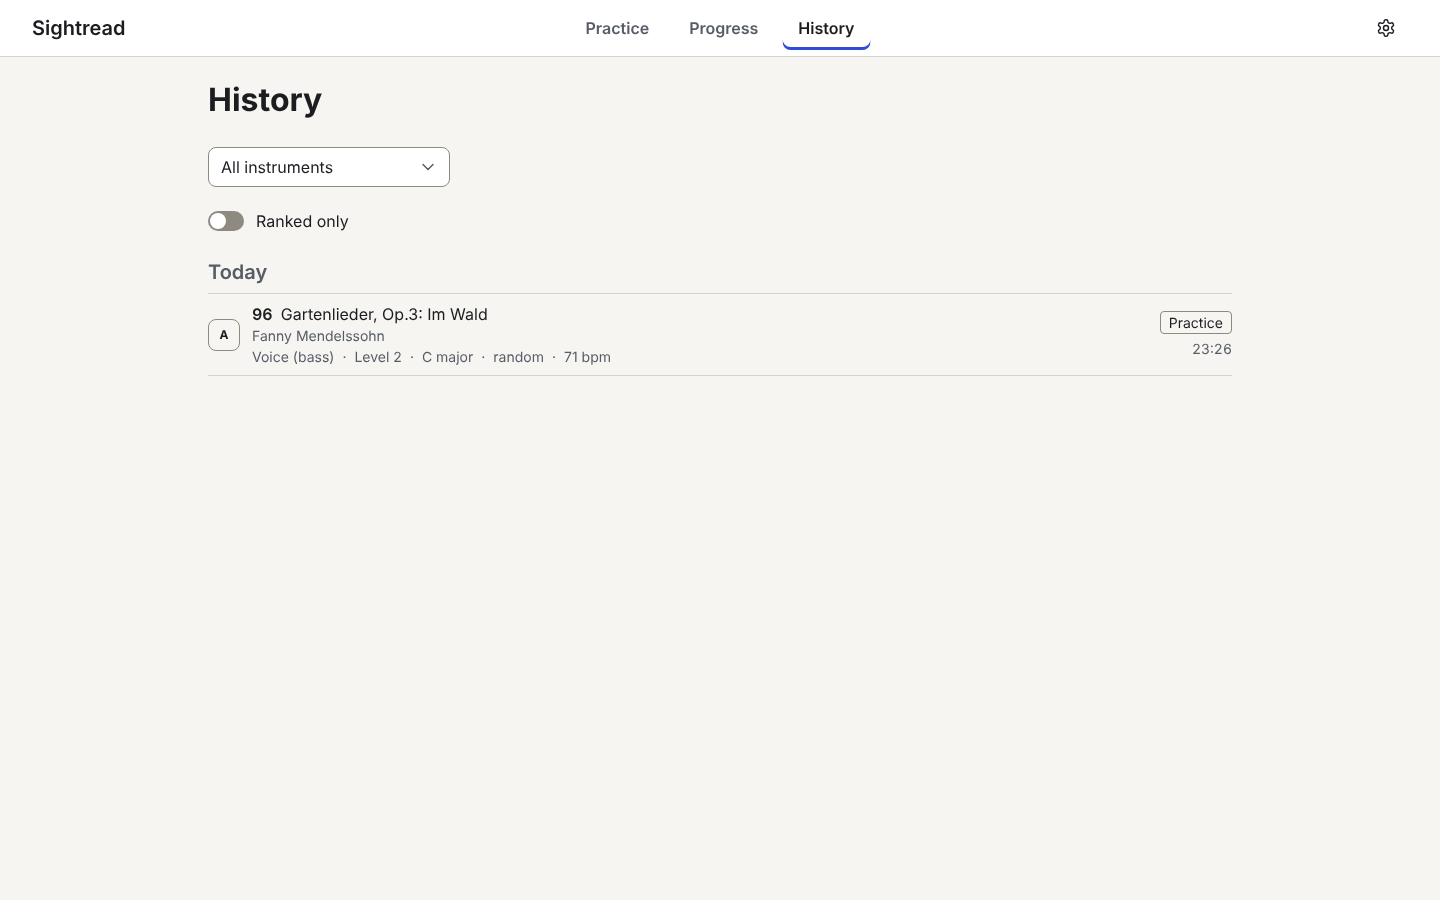 Sightread
Practice
Progress
History
History
All instruments
Ranked only
Today
A
96 Gartenlieder, Op.3: Im Wald
Fanny Mendelssohn
Voice (bass) · Level 2 · C major · random · 71 bpm
Practice
23:26